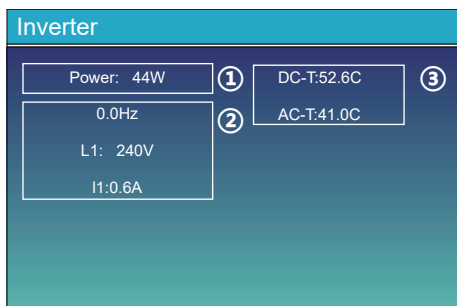 Inverter
Power: 44W
①
0.0Hz
L1: 240V
I1:0.6A
②
DC-T:52.6C
AC-T:41.0C
③